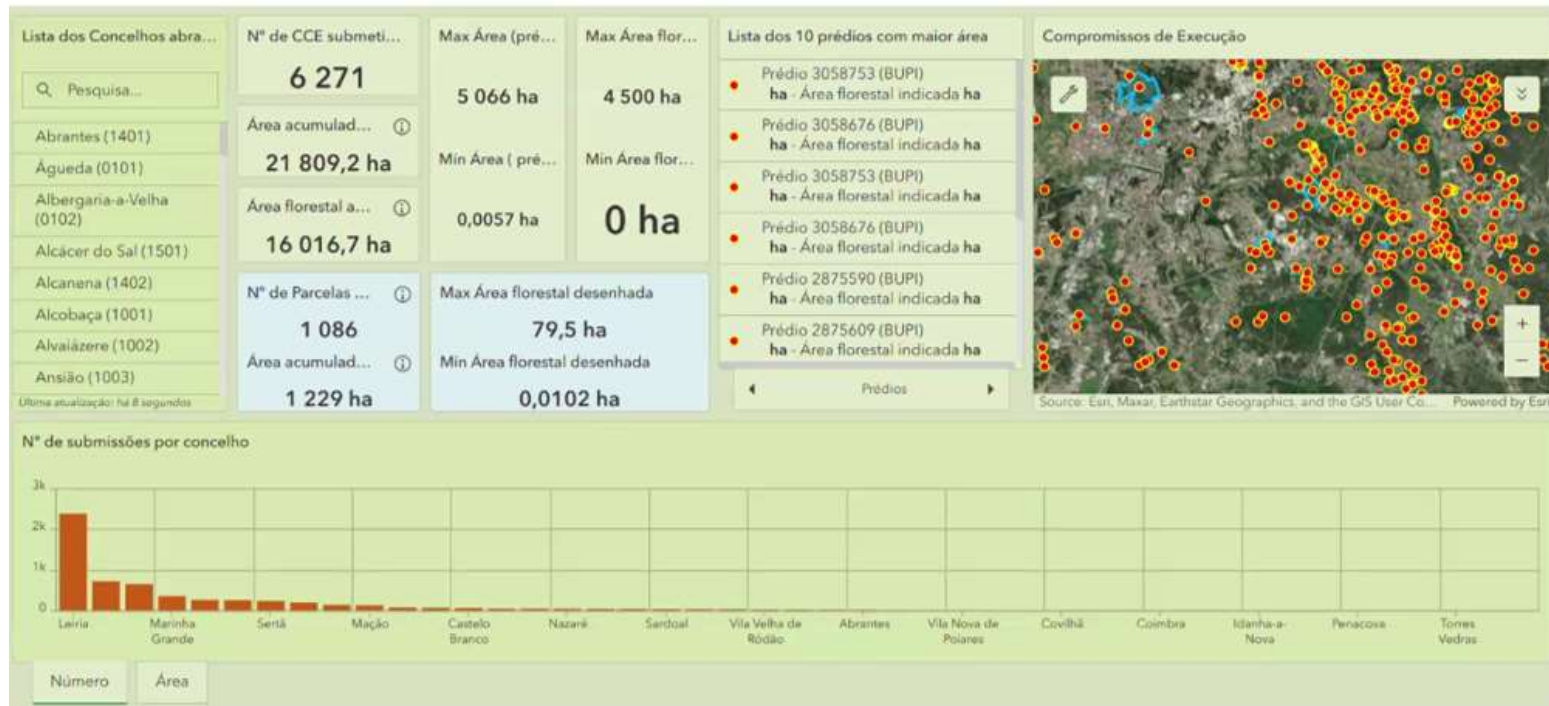 Lista dos Concelhos abra...
Pesquisa...
Abrantes (1401)
Águeda (0101)
Albergaria-a-Velha
(0102)
Alcácer do Sal (1501)
Alcanena (1402)
Alcobaça (1001)
Alvaiázere (1002)
Ansião (1003)
Última atualização: há 8 segundos
Nº de CCE submeti...
6 271
Área acumulad...
21 809,2 ha
Área florestal a...
16 016,7 ha
Nº de Parcelas ...
1 086
Área acumulad...
1 229 ha
Max Área (pré...
5 066 ha
Min Área ( pré...
0,0057 ha
Max Área flor...
4 500 ha
Min Área flor...
0 ha
Max Área florestal desenhada
79,5 ha
Min Área florestal desenhada
0,0102 ha
Lista dos 10 prédios com maior área
Prédio 3058753 (BUPI)
ha - Área florestal indicada ha
Prédio 3058676 (BUPI)
ha - Área florestal indicada ha
Prédio 3058753 (BUPI)
ha - Área florestal indicada ha
Prédio 3058676 (BUPI)
ha - Área florestal indicada ha
Prédio 2875590 (BUPI)
ha - Área florestal indicada ha
Prédio 2875609 (BUPI)
ha - Área florestal indicada ha
Prédios
Compromissos de Execução
+
−
Source: Esri, Maxar, Earthstar Geographics, and the GIS User Co... Powered by Esri
Nº de submissões por concelho
3k
2k
1k
0
Leiria
Marinha
Grande
Sertã
Mação
Castelo
Branco
Nazaré
Sardoal
Vila Velha de
Ródão
Abrantes
Vila Nova de
Poiares
Covilhã
Coimbra
Idanha-a-
Nova
Penacova
Torres
Vedras
Número Área